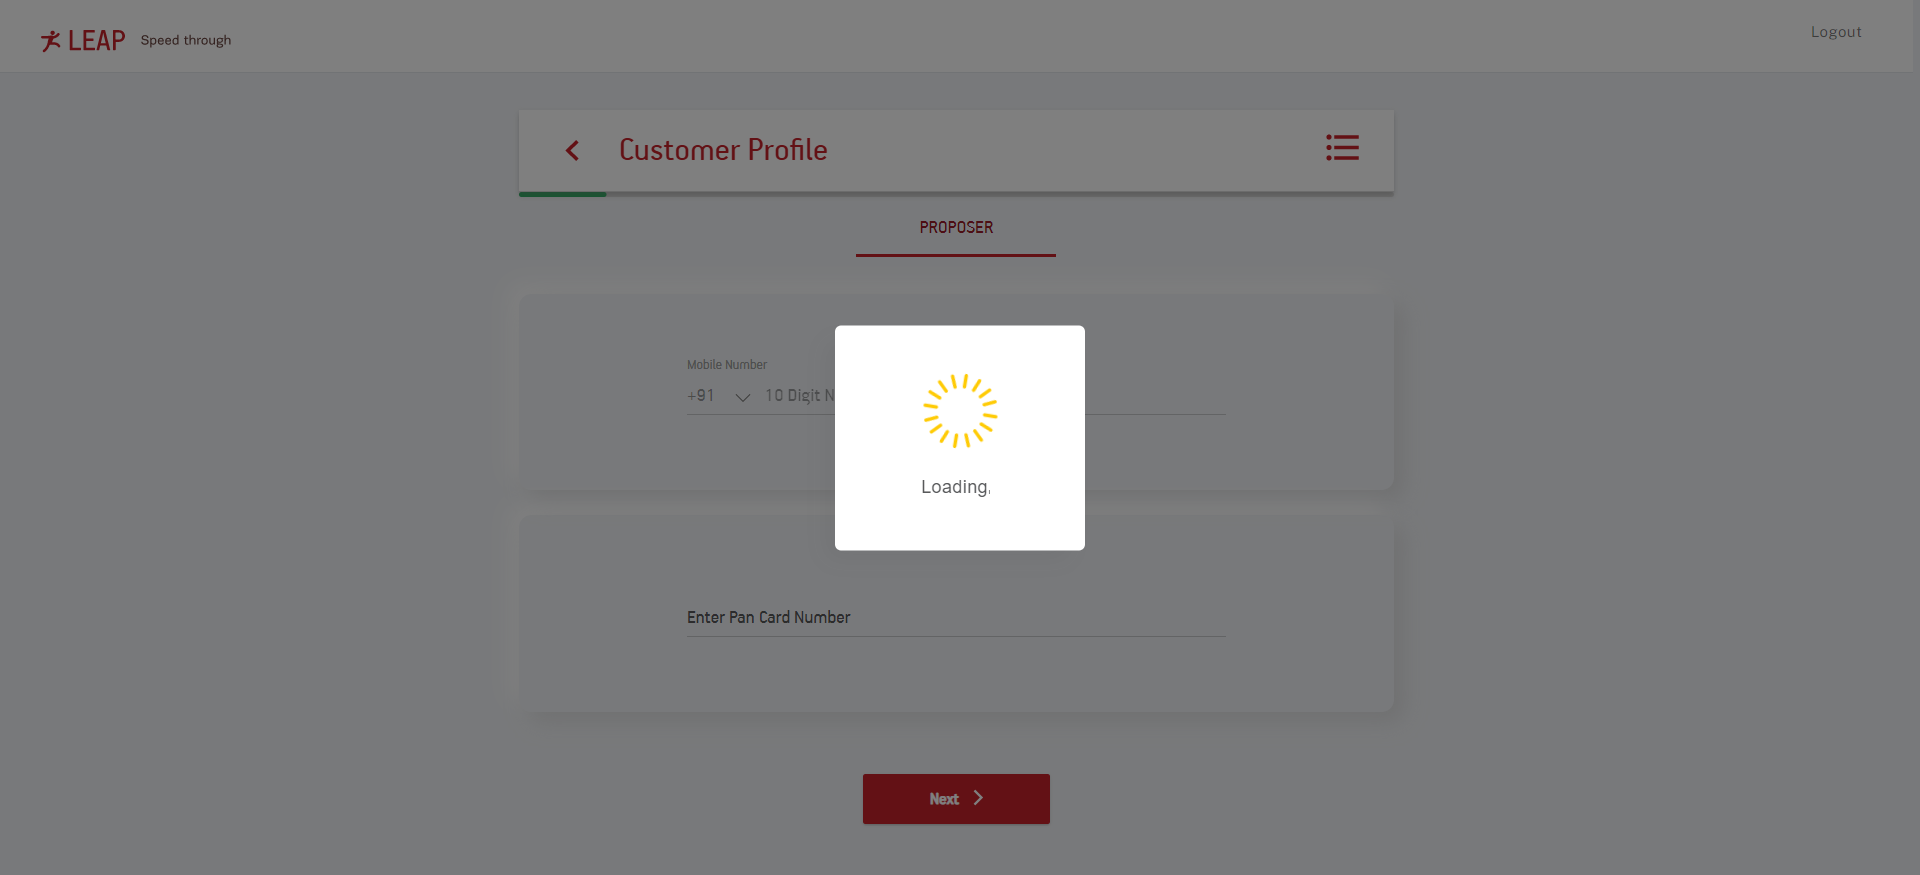 LEAP Speed through
Logout
Customer Profile
PROPOSER
Mobile Number
+91 10 Digit N
Loading.
Enter Pan Card Number
Next